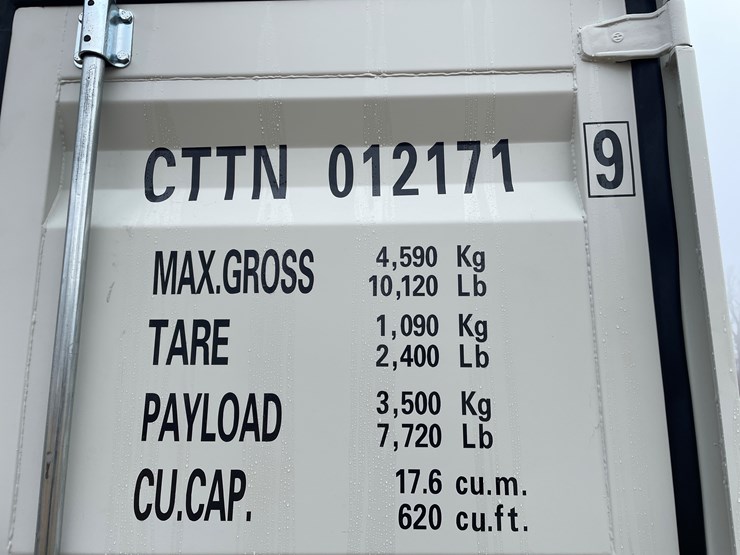 CTTN 012171 9
MAX.GROSS 4,590 Kg
10,120 Lb
TARE 1,090 Kg
2,400 Lb
PAYLOAD 3,500 Kg
7,720 Lb
CU.CAP. 17.6 cu.m.
620 cu.ft.